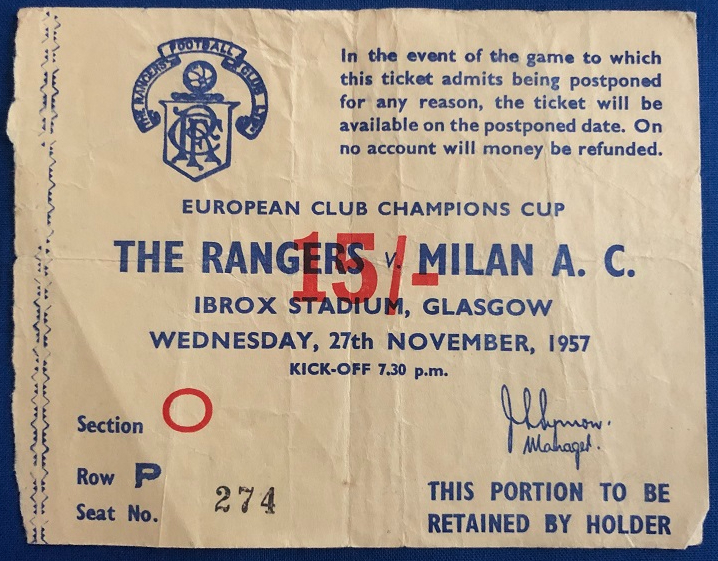 THE RANGERS FOOTBALL CLUB LTD.
RFC
In the event of the game to which
this ticket admits being postponed
for any reason, the ticket will be
available on the postponed date. On
no account will money be refunded.
EUROPEAN CLUB CHAMPIONS CUP
THE RANGERS v. MILAN A. C.
15/-
IBROX STADIUM, GLASGOW
WEDNESDAY, 27th NOVEMBER, 1957
KICK-OFF 7.30 p.m.
Section O
J S Symon.
Manager.
Row P
Seat No. 274
THIS PORTION TO BE
RETAINED BY HOLDER